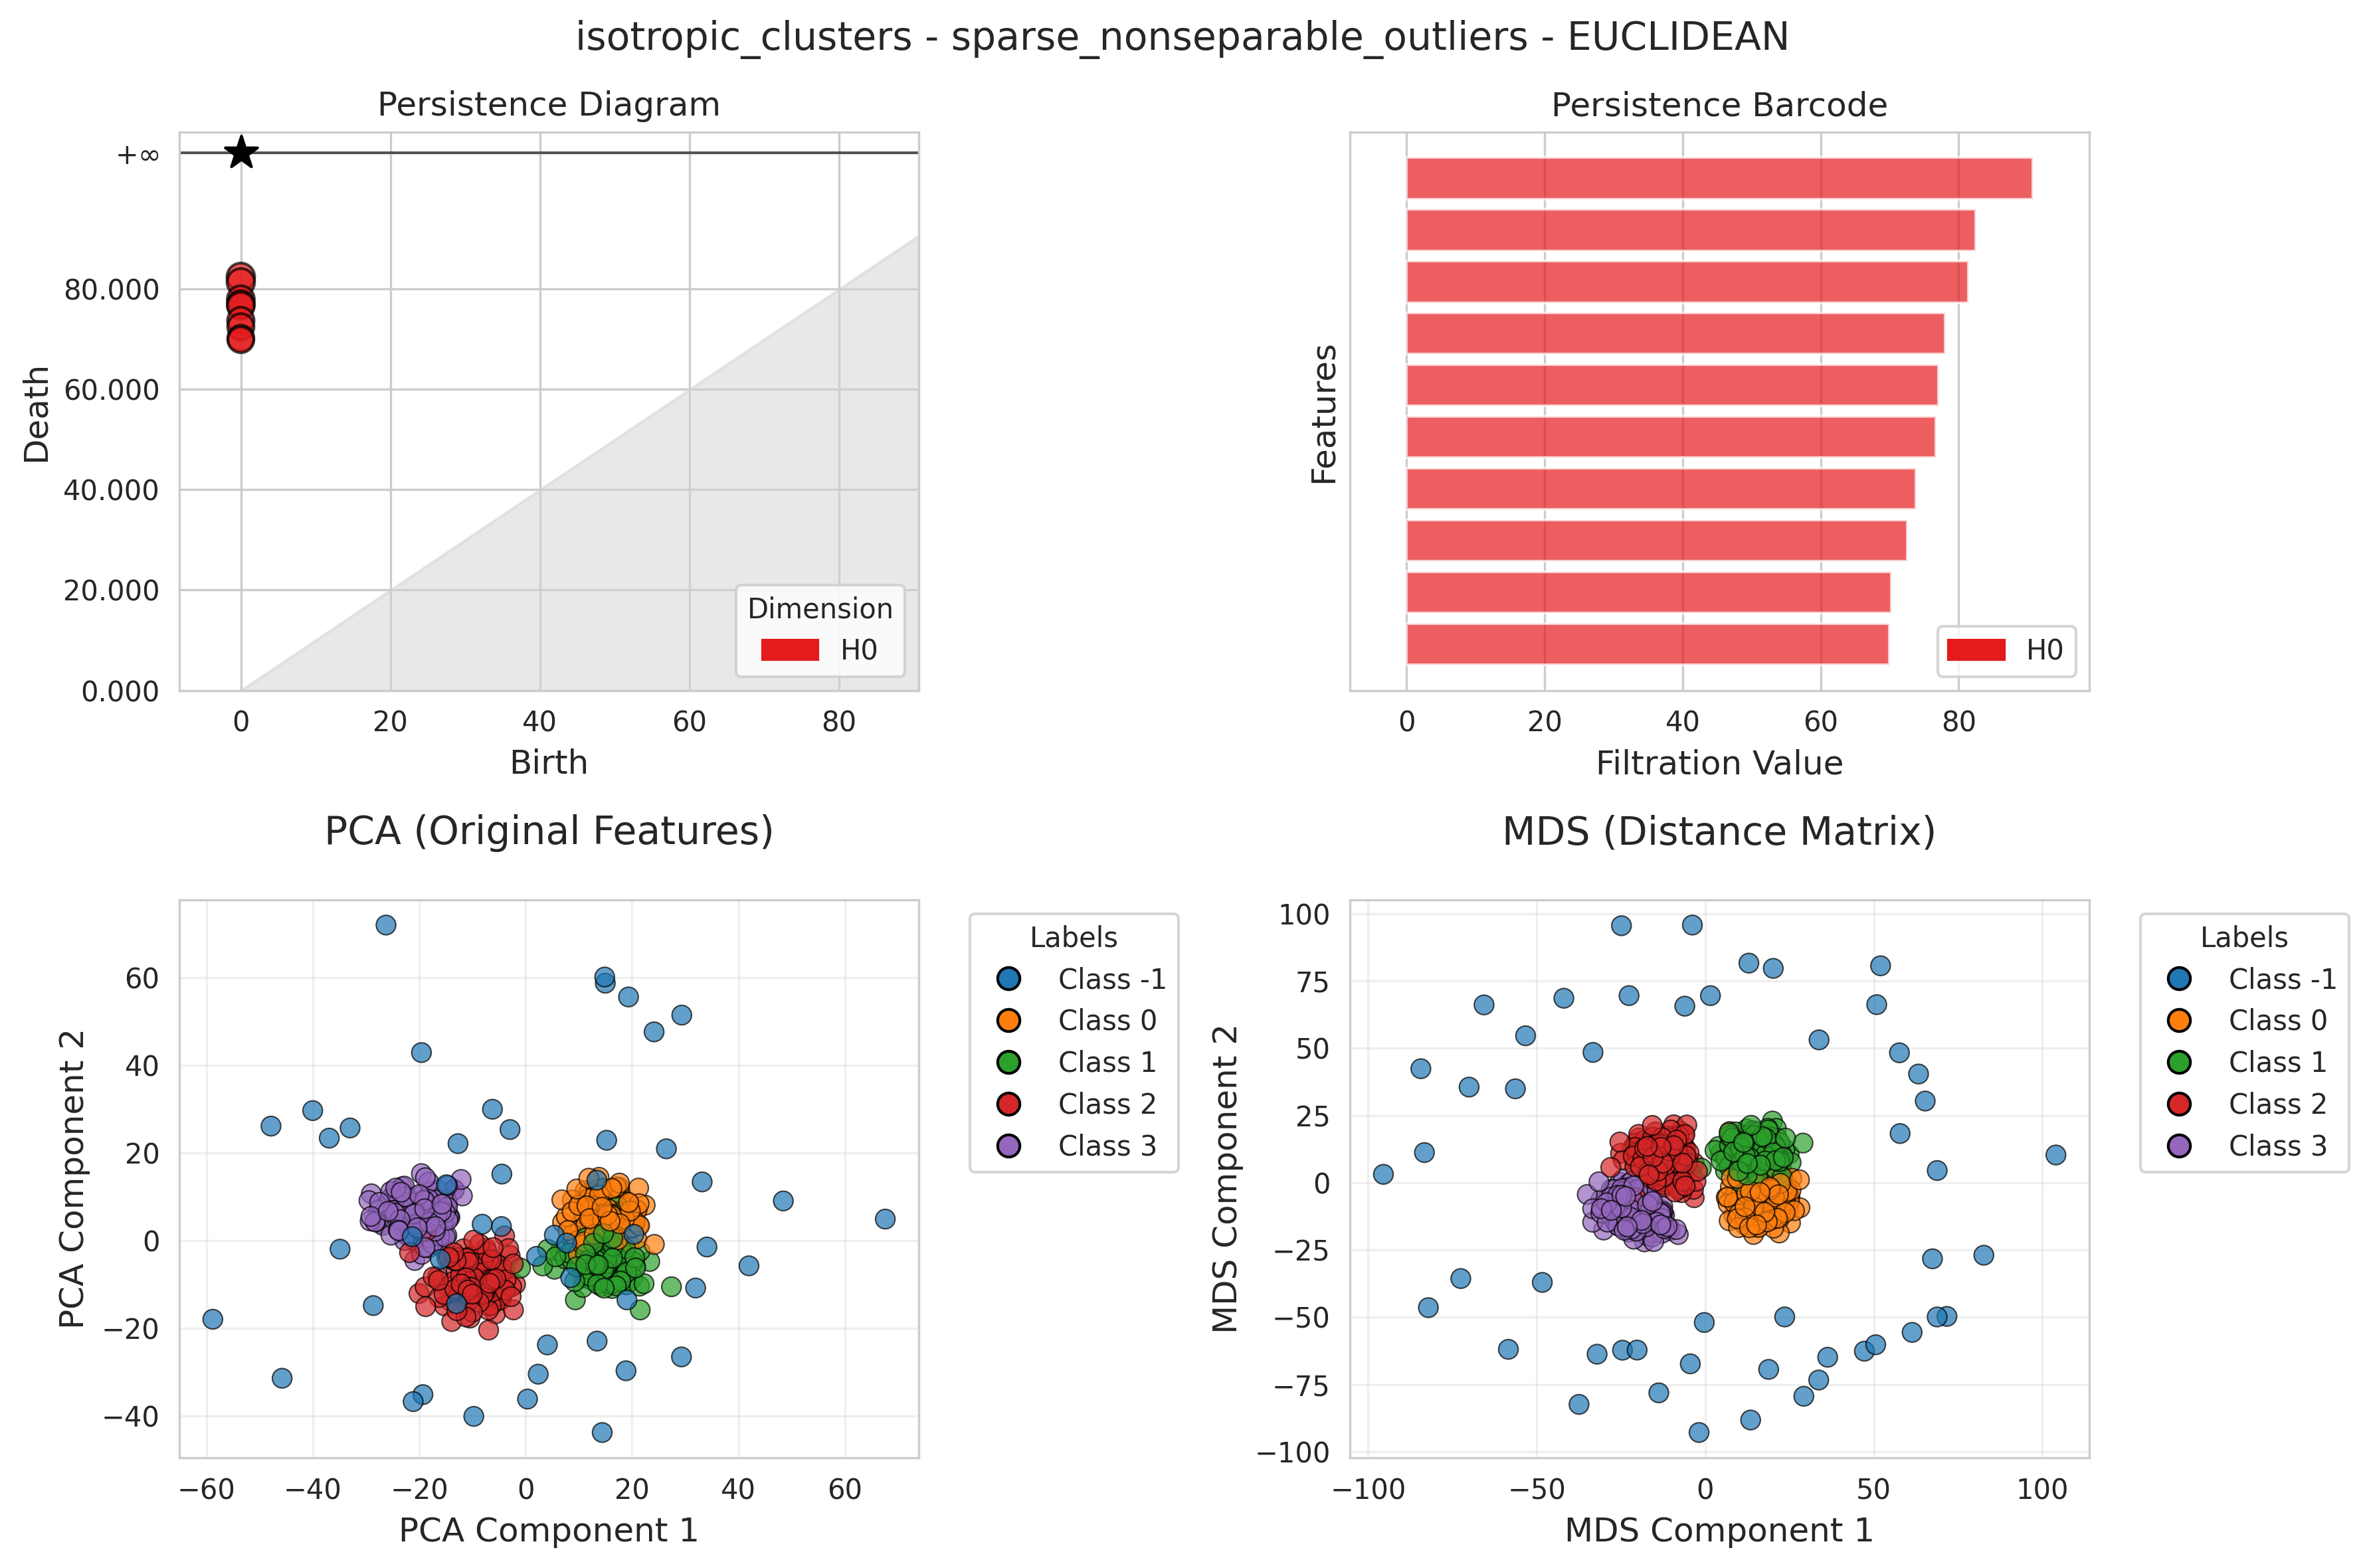 isotropic_clusters - sparse_nonseparable_outliers - EUCLIDEAN
Persistence Diagram
+∞
80.000
60.000
40.000
20.000
0.000
Death
0 20 40 60 80
Birth
Dimension
H0
Persistence Barcode
Features
0 20 40 60 80
Filtration Value
H0
PCA (Original Features)
60
40
20
0
−20
−40
PCA Component 2
−60 −40 −20 0 20 40 60
PCA Component 1
Labels
Class -1
Class 0
Class 1
Class 2
Class 3
MDS (Distance Matrix)
100
75
50
25
0
−25
−50
−75
−100
MDS Component 2
−100 −50 0 50 100
MDS Component 1
Labels
Class -1
Class 0
Class 1
Class 2
Class 3